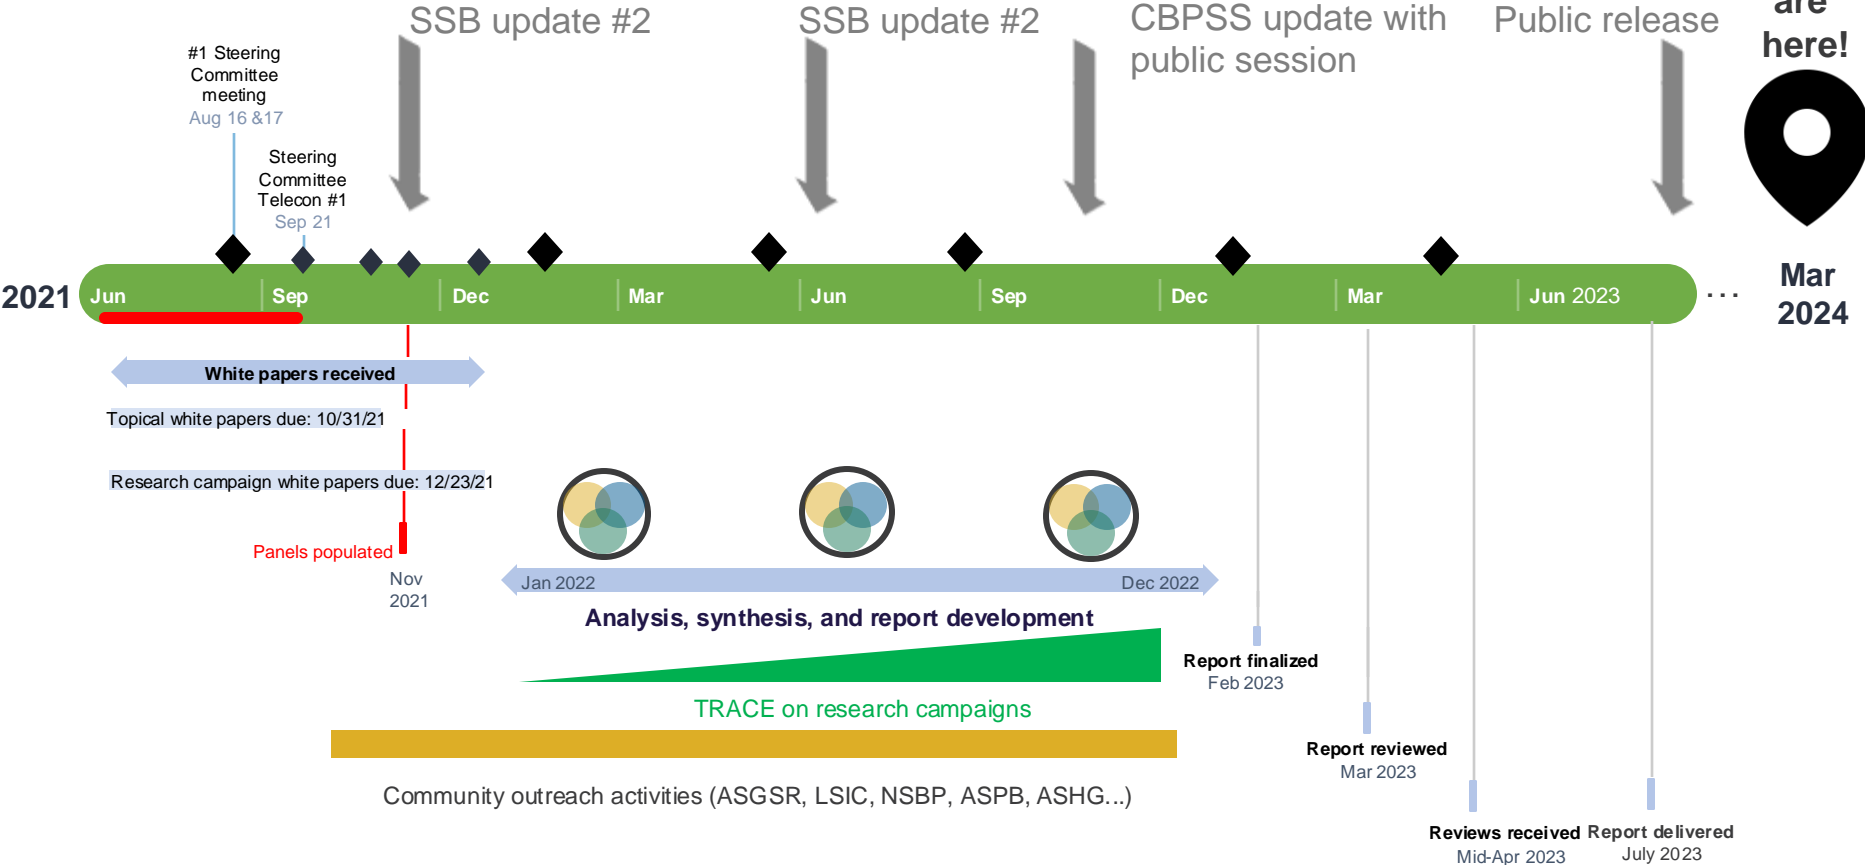 SSB update #2
SSB update #2
CBPSS update with
public session
Public release
are
here!
#1 Steering
Committee
meeting
Aug 16 &17
Steering
Committee
Telecon #1
Sep 21
2021
Jun
Sep
Dec
Mar
Jun
Sep
Dec
Mar
Jun 2023
...
Mar
2024
White papers received
Topical white papers due: 10/31/21
Research campaign white papers due: 12/23/21
Panels populated
Nov
2021
Jan 2022
Dec 2022
Analysis, synthesis, and report development
TRACE on research campaigns
Community outreach activities (ASGSR, LSIC, NSBP, ASPB, ASHG...)
Report finalized
Feb 2023
Report reviewed
Mar 2023
Reviews received
Mid-Apr 2023
Report delivered
July 2023